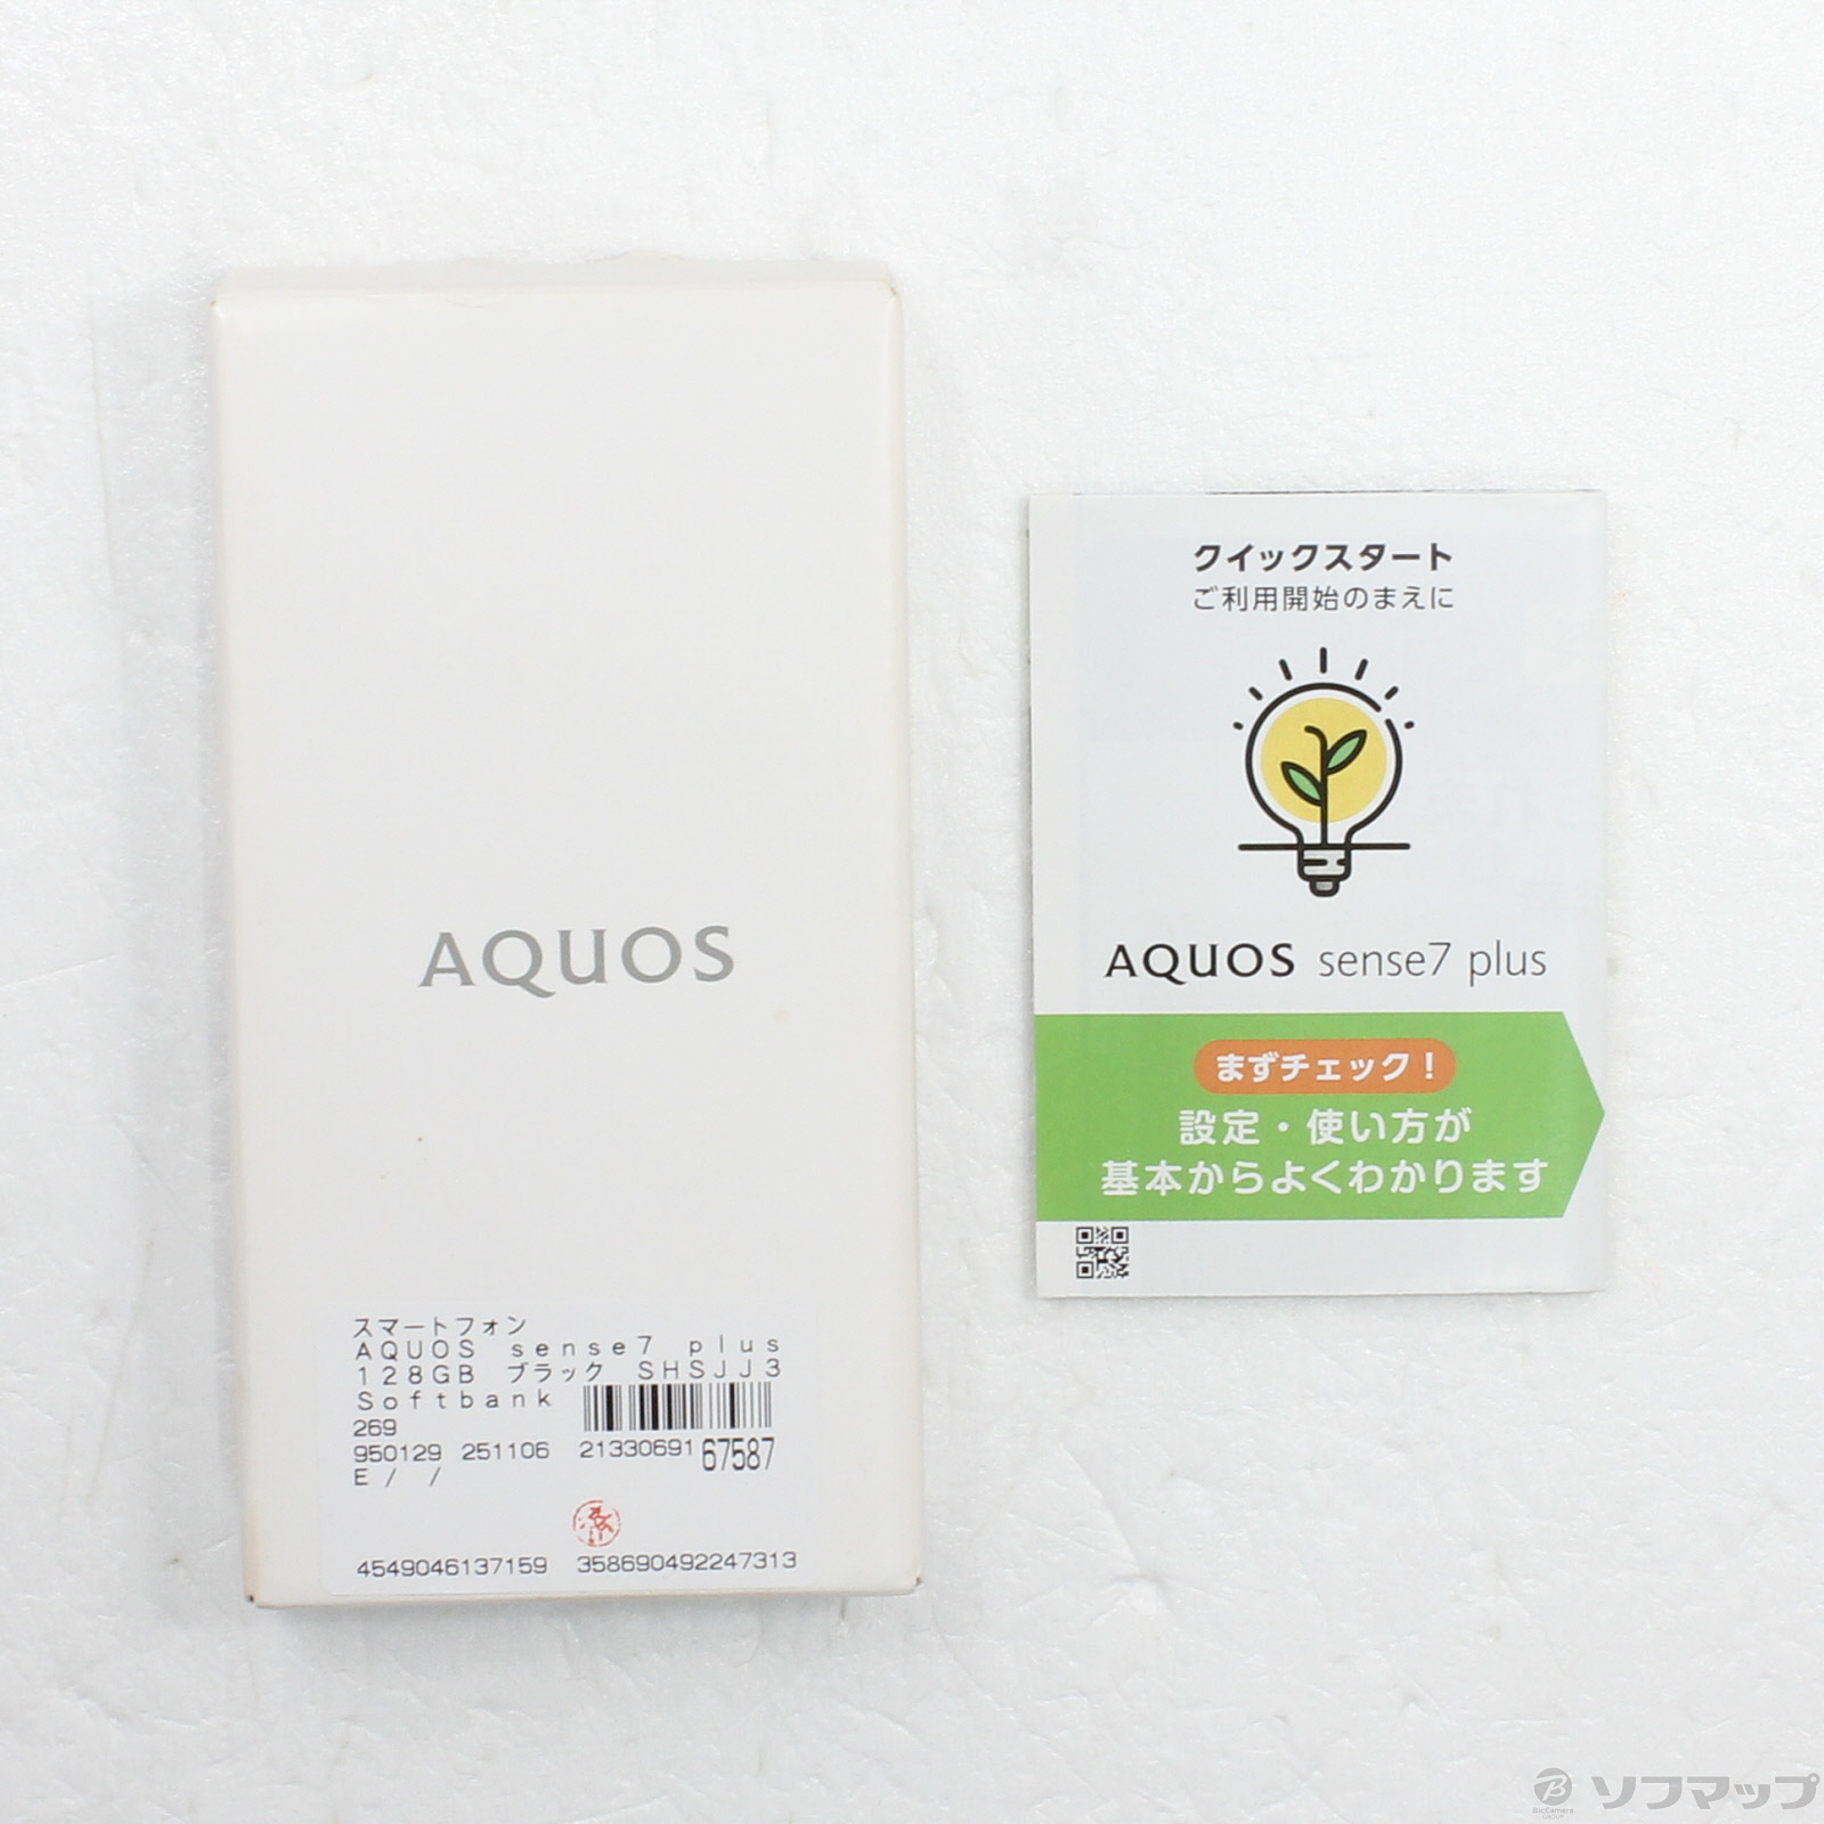 AQUOS
スマートフォン
AQUOS sense7 plus
128GB ブラック SHSJJ3
Softbank
269
950129 251106 21330691 67587
E / /
4549046137159 358690492247313
クイックスタート
ご利用開始のまえに
AQUOS sense7 plus
まずチェック！
設定・使い方が
基本からよくわかります
BicCamera
GROUP
ソフマップ